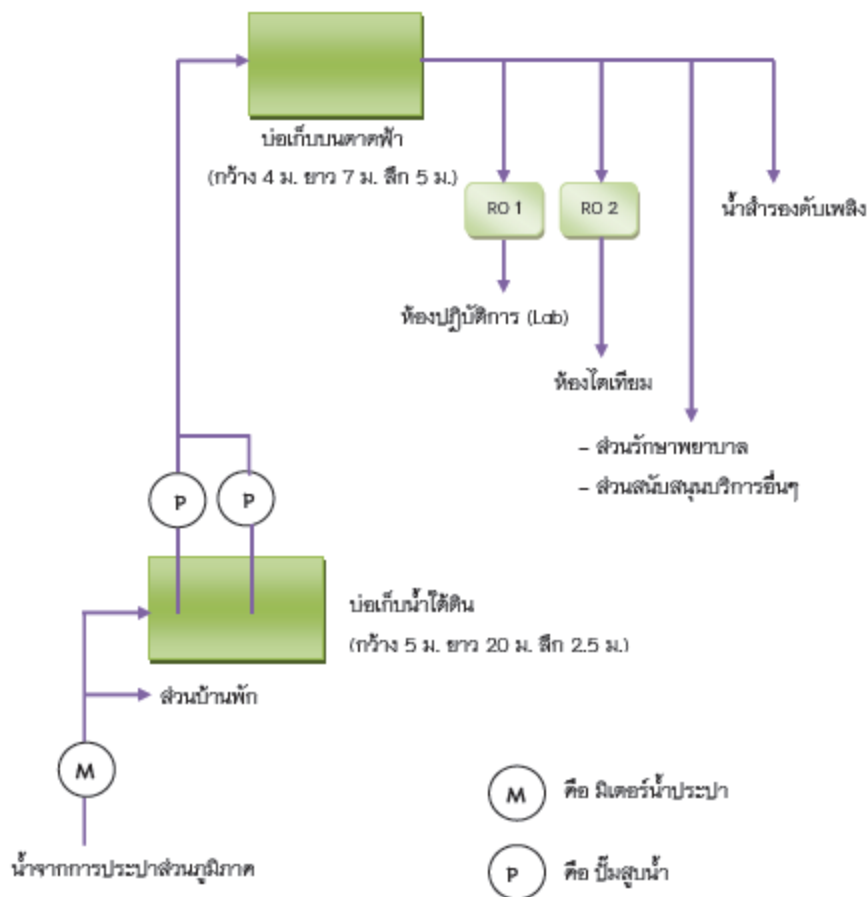 บ่อเก็บบนดาดฟ้า
(กว้าง 4 ม. ยาว 7 ม. ลึก 5 ม.)
RO 1
RO 2
น้ำสำรองดับเพลิง
ห้องปฏิบัติการ (Lab)
ห้องไตเทียม
- ส่วนรักษาพยาบาล
- ส่วนสนับสนุนบริการอื่นๆ
P
P
บ่อเก็บน้ำใต้ดิน
(กว้าง 5 ม. ยาว 20 ม. ลึก 2.5 ม.)
ส่วนบ้านพัก
M
น้ำจากการประปาส่วนภูมิภาค
M คือ มิเตอร์น้ำประปา
P คือ ปั๊มสูบน้ำ